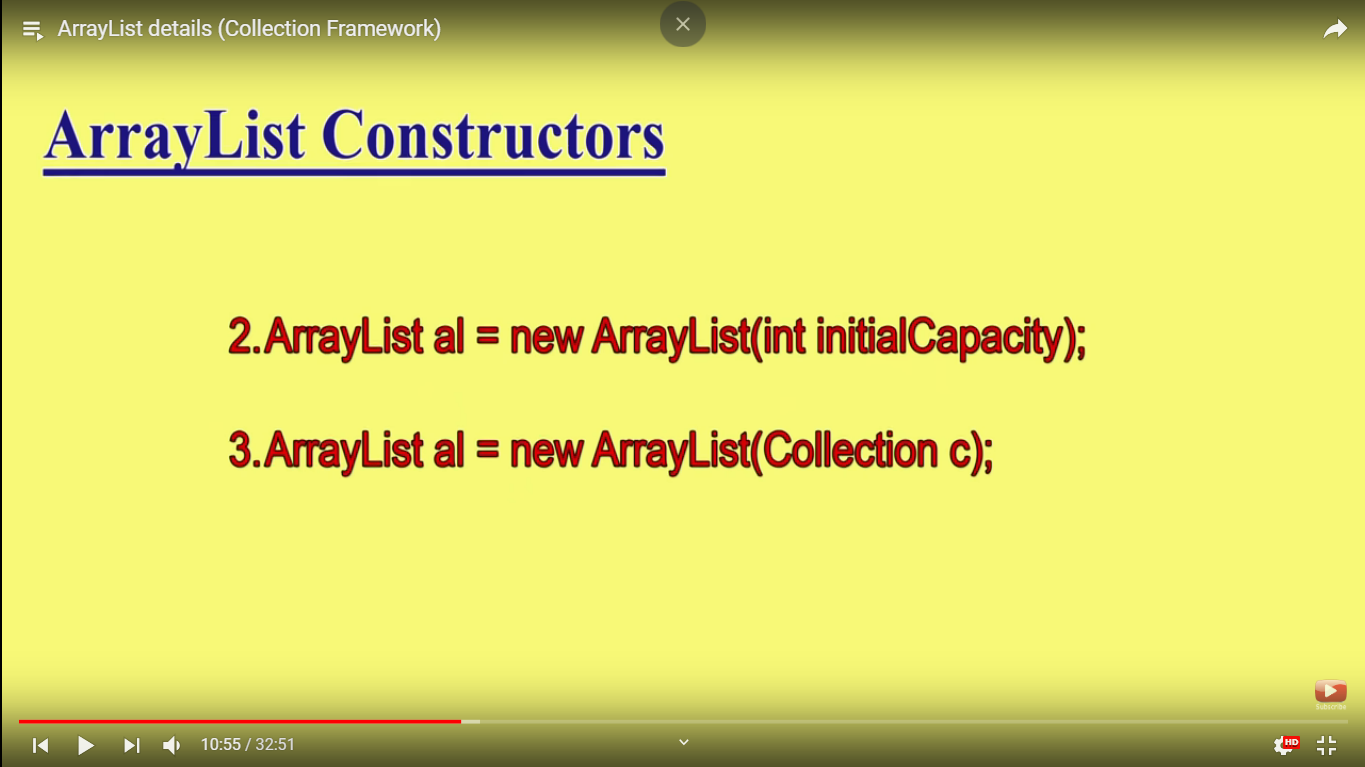 ArrayList details (Collection Framework)
ArrayList Constructors
2.ArrayList al = new ArrayList(int initialCapacity);
3.ArrayList al = new ArrayList(Collection c);
Subscribe
10:55 / 32:51
HD